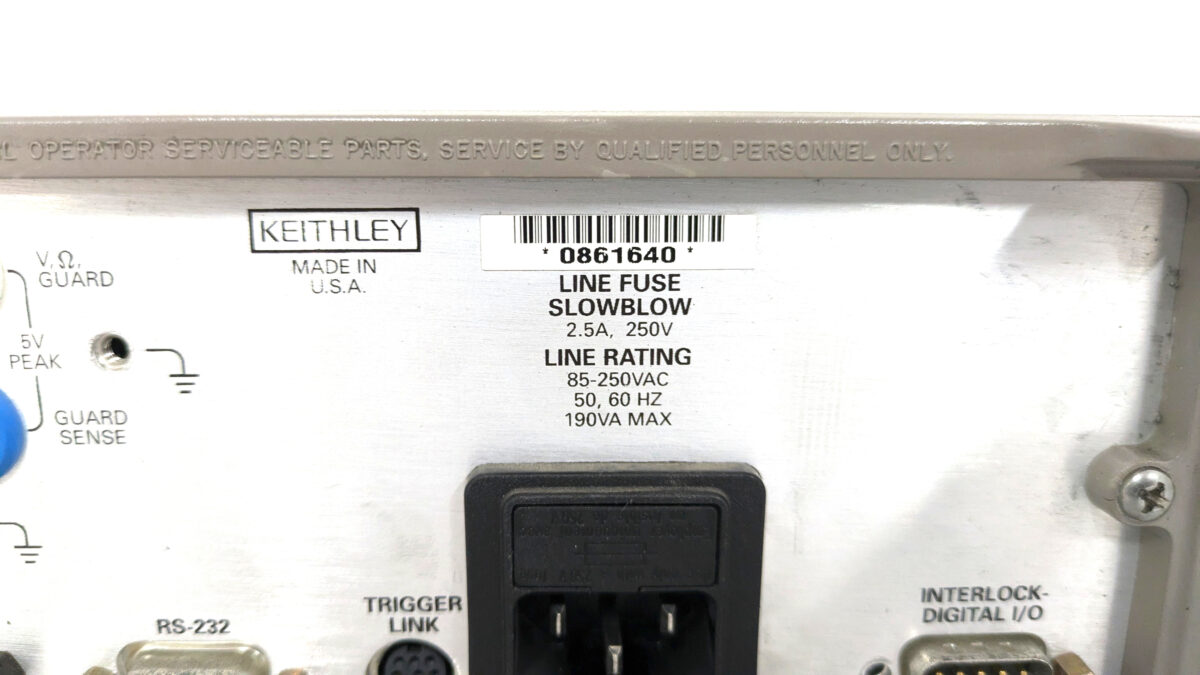 OPERATOR SERVICEABLE PARTS, SERVICE BY QUALIFIED PERSONNEL ONLY.
KEITHLEY
MADE IN
U.S.A.
* 0861640 *
LINE FUSE
SLOWBLOW
2.5A, 250V
LINE RATING
85-250VAC
50, 60 HZ
190VA MAX
V, Ω,
GUARD
5V
PEAK
GUARD
SENSE
RS-232
TRIGGER
LINK
INTERLOCK-
DIGITAL I/O